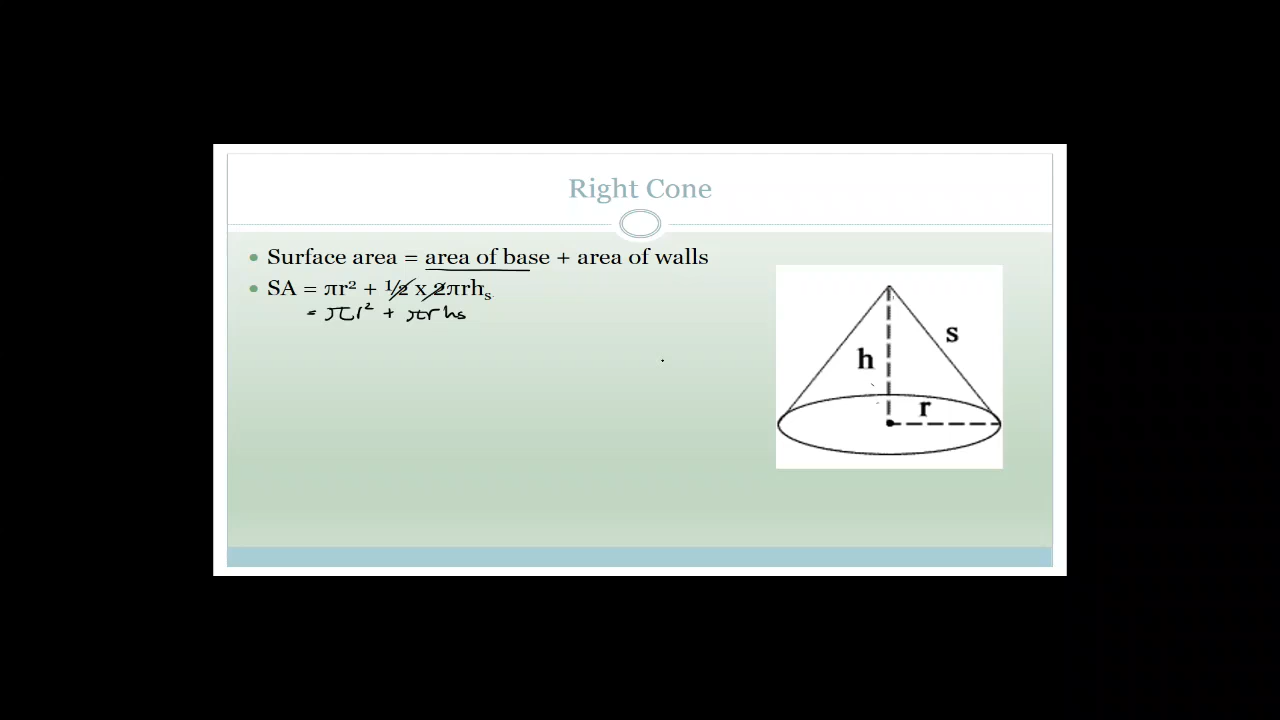 Right Cone
• Surface area = area of base + area of walls
• SA = πr² + ½ x 2πrhₛ
= πr² + πrhs
s
h
r